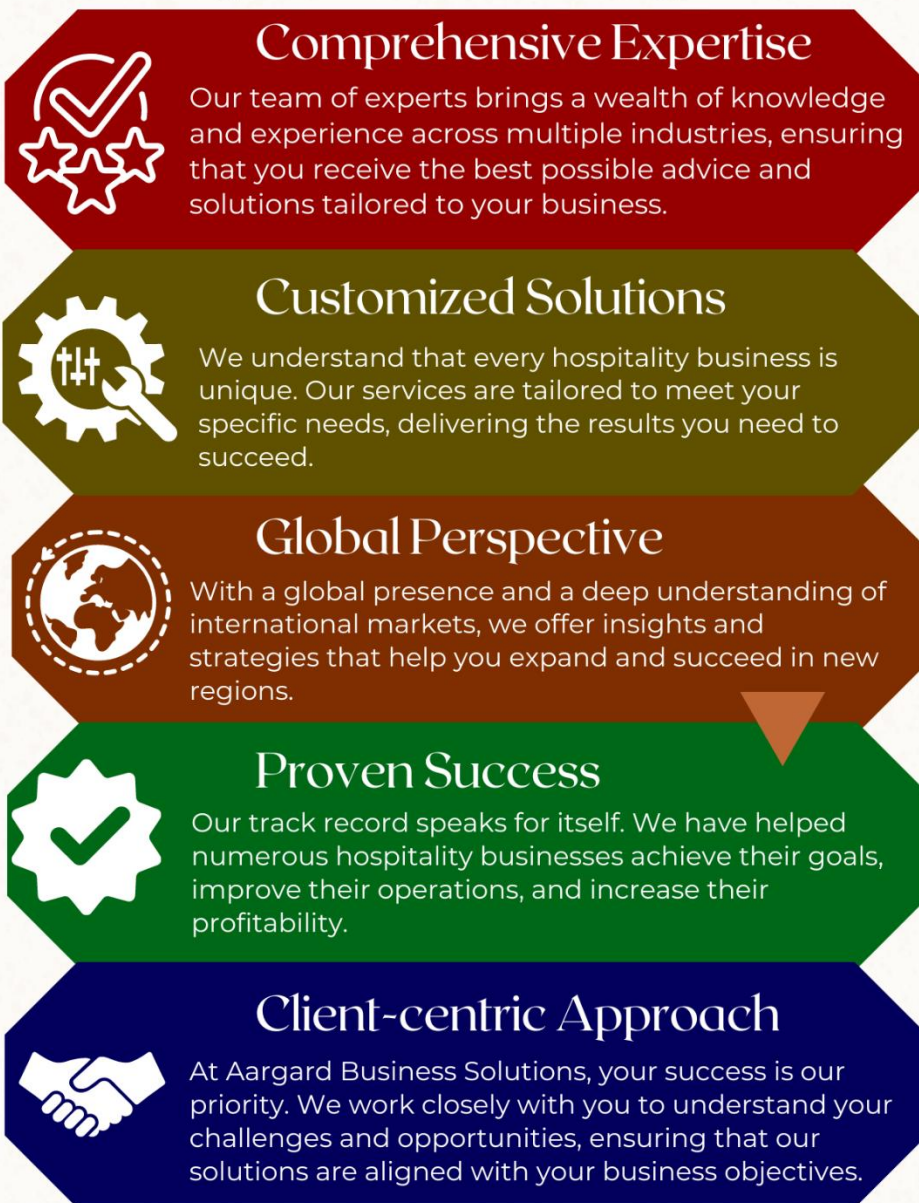 Comprehensive Expertise
Our team of experts brings a wealth of knowledge
and experience across multiple industries, ensuring
that you receive the best possible advice and
solutions tailored to your business.
Customized Solutions
We understand that every hospitality business is
unique. Our services are tailored to meet your
specific needs, delivering the results you need to
succeed.
Global Perspective
With a global presence and a deep understanding of
international markets, we offer insights and
strategies that help you expand and succeed in new
regions.
Proven Success
Our track record speaks for itself. We have helped
numerous hospitality businesses achieve their goals,
improve their operations, and increase their
profitability.
Client-centric Approach
At Aargard Business Solutions, your success is our
priority. We work closely with you to understand your
challenges and opportunities, ensuring that our
solutions are aligned with your business objectives.